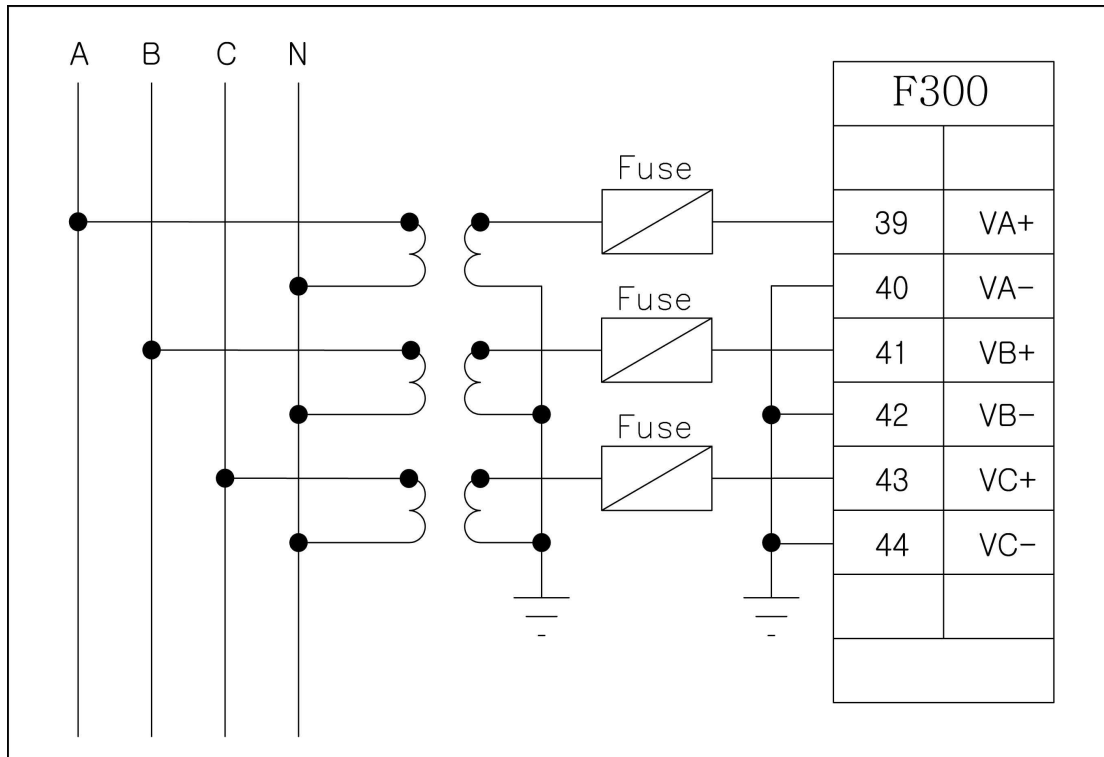 A B C N
F300
Fuse
39 VA+
40 VA-
Fuse
41 VB+
42 VB-
Fuse
43 VC+
44 VC-